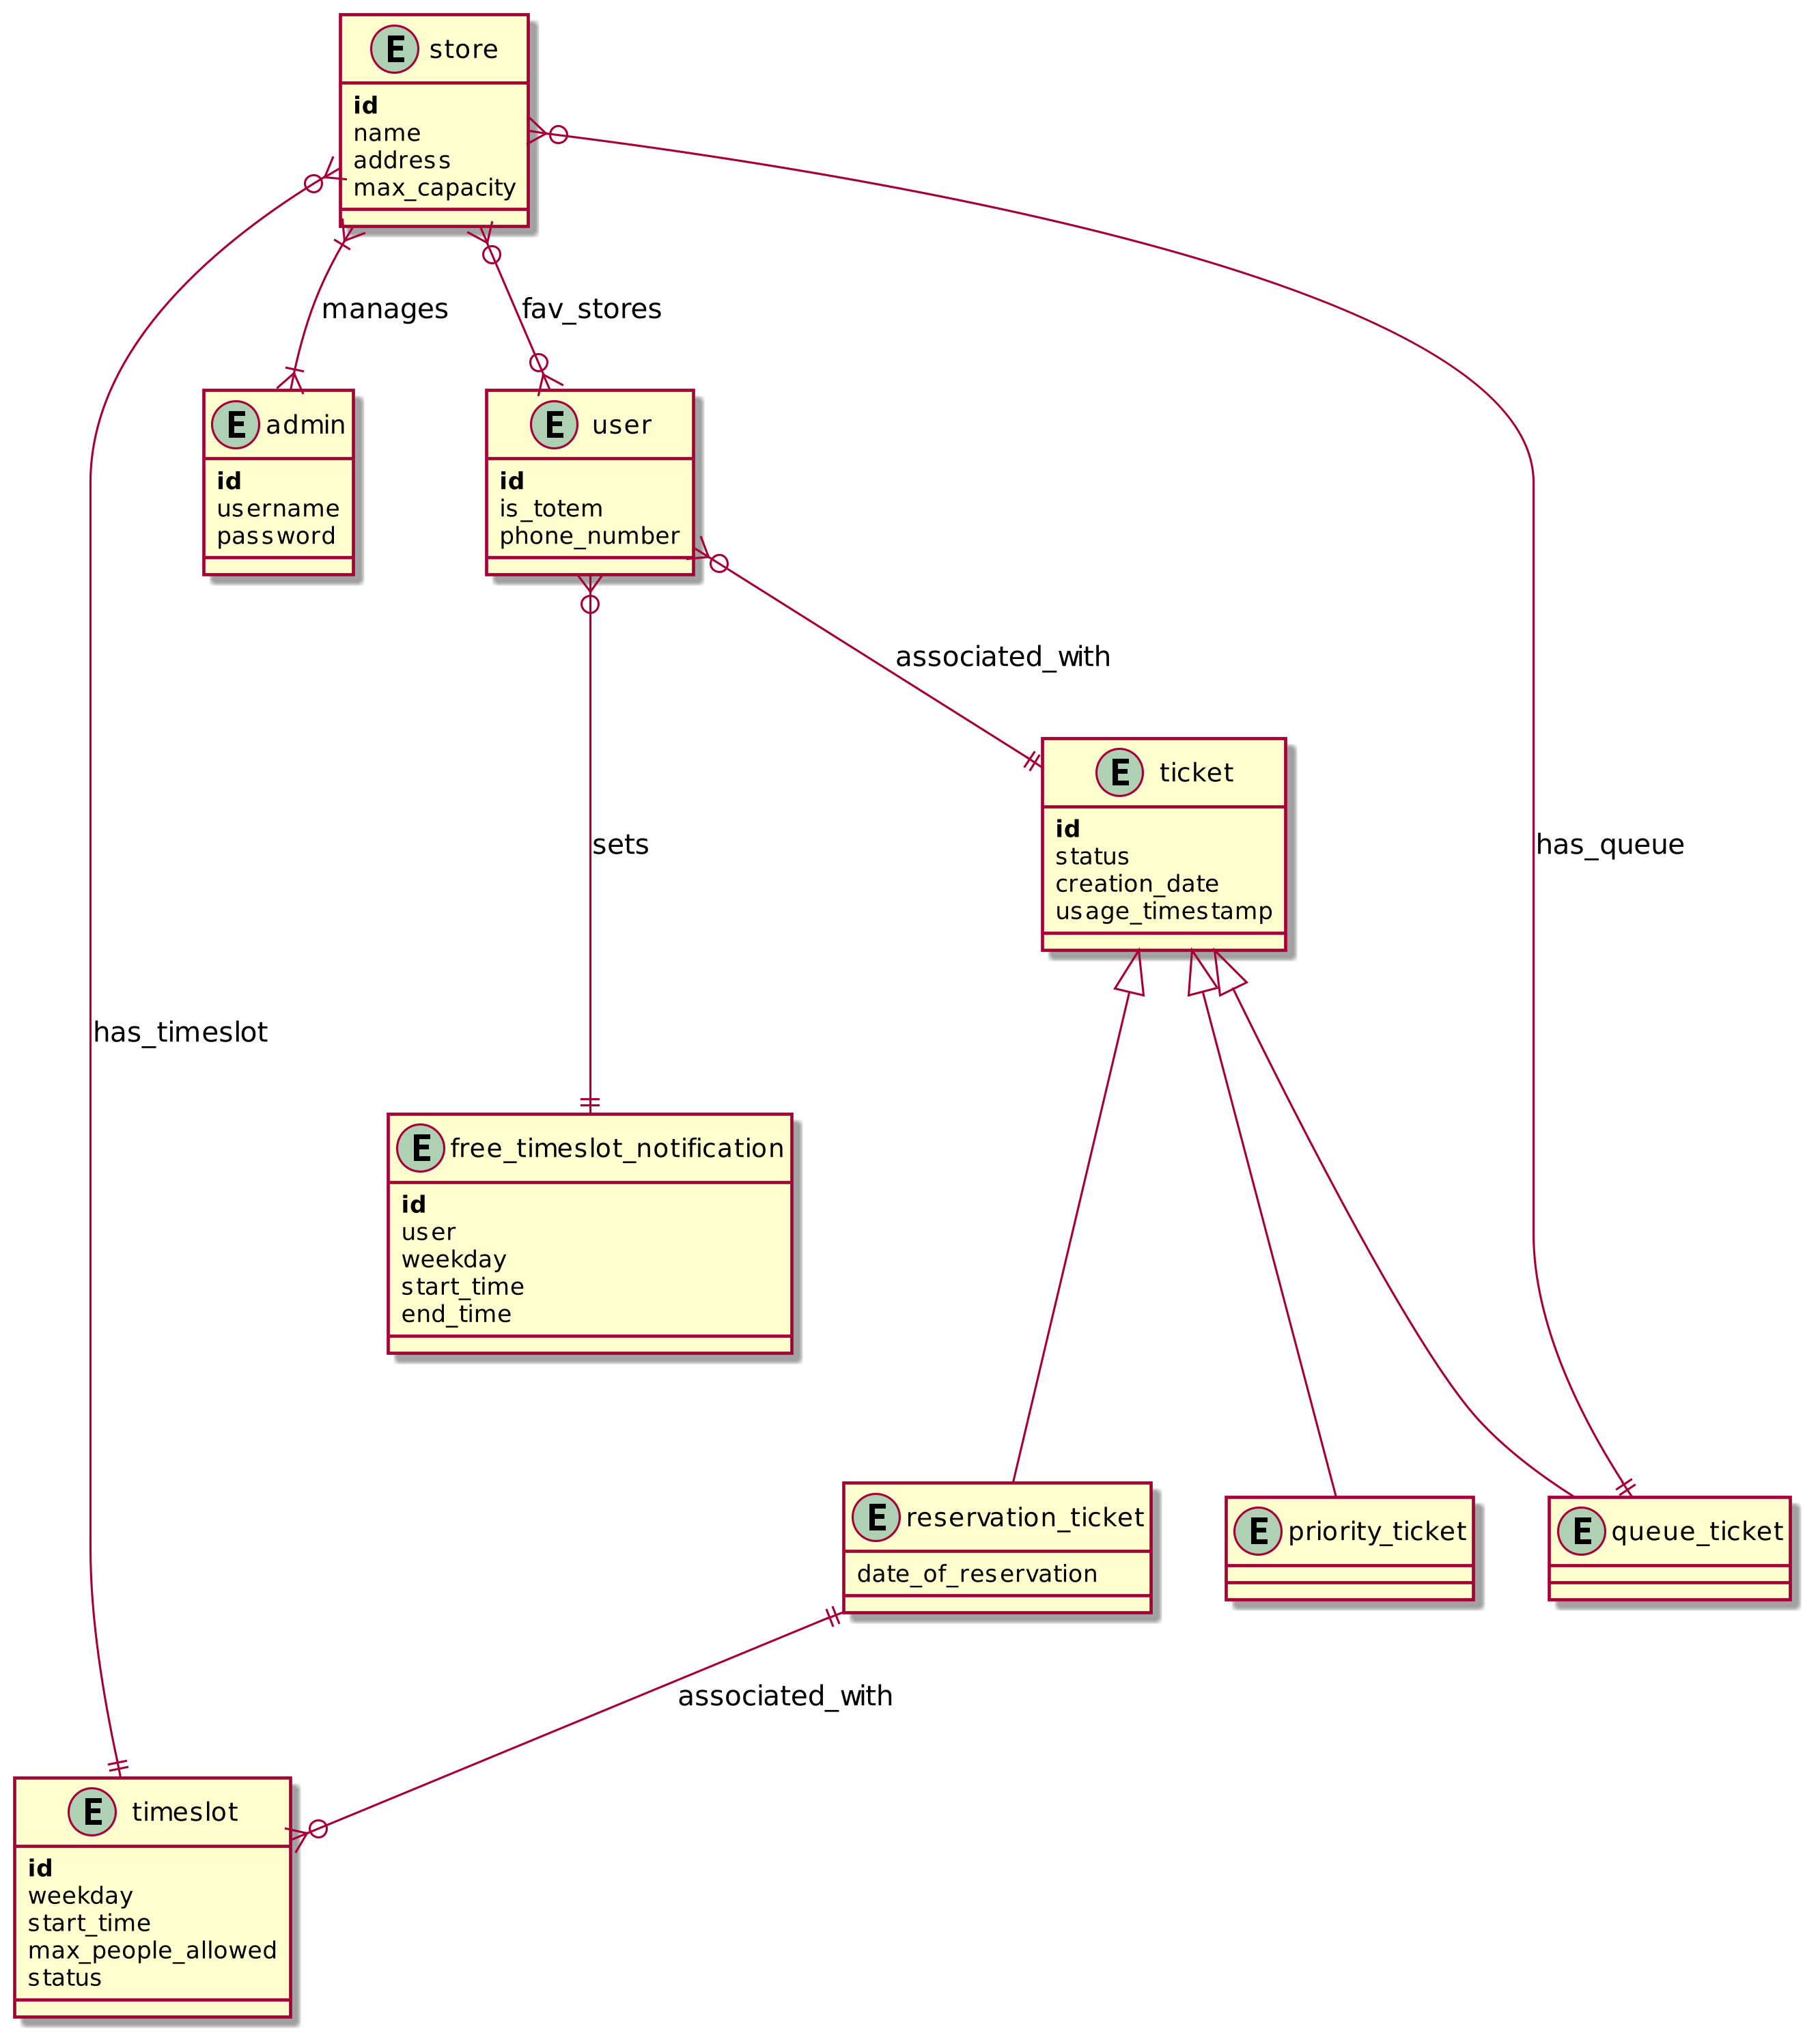 E store
id
name
address
max_capacity
manages
fav_stores
E admin
id
username
password
E user
id
is_totem
phone_number
associated_with
E ticket
id
status
creation_date
usage_timestamp
sets
has_queue
has_timeslot
E free_timeslot_notification
id
user
weekday
start_time
end_time
E reservation_ticket
date_of_reservation
E priority_ticket
E queue_ticket
associated_with
E timeslot
id
weekday
start_time
max_people_allowed
status